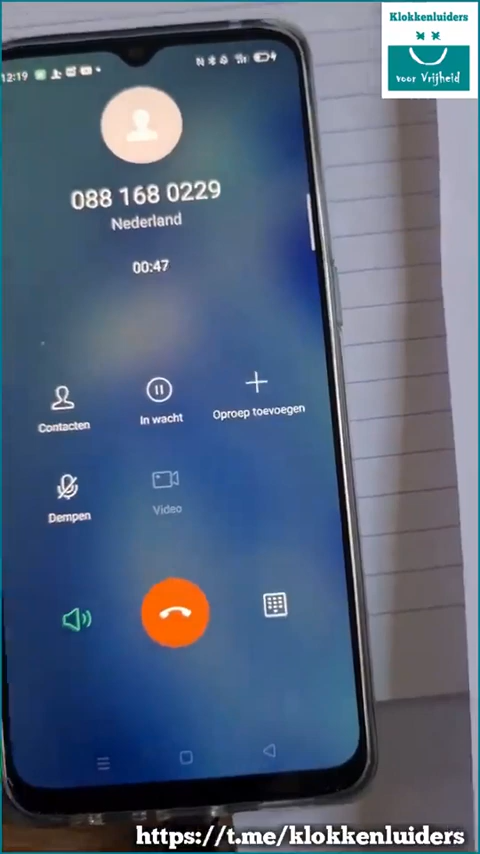 Klokkenluiders
voor Vrijheid
12:19
088 168 0229
Nederland
00:47
Contacten
In wacht
Oproep toevoegen
Dempen
Video
https://t.me/klokkenluiders